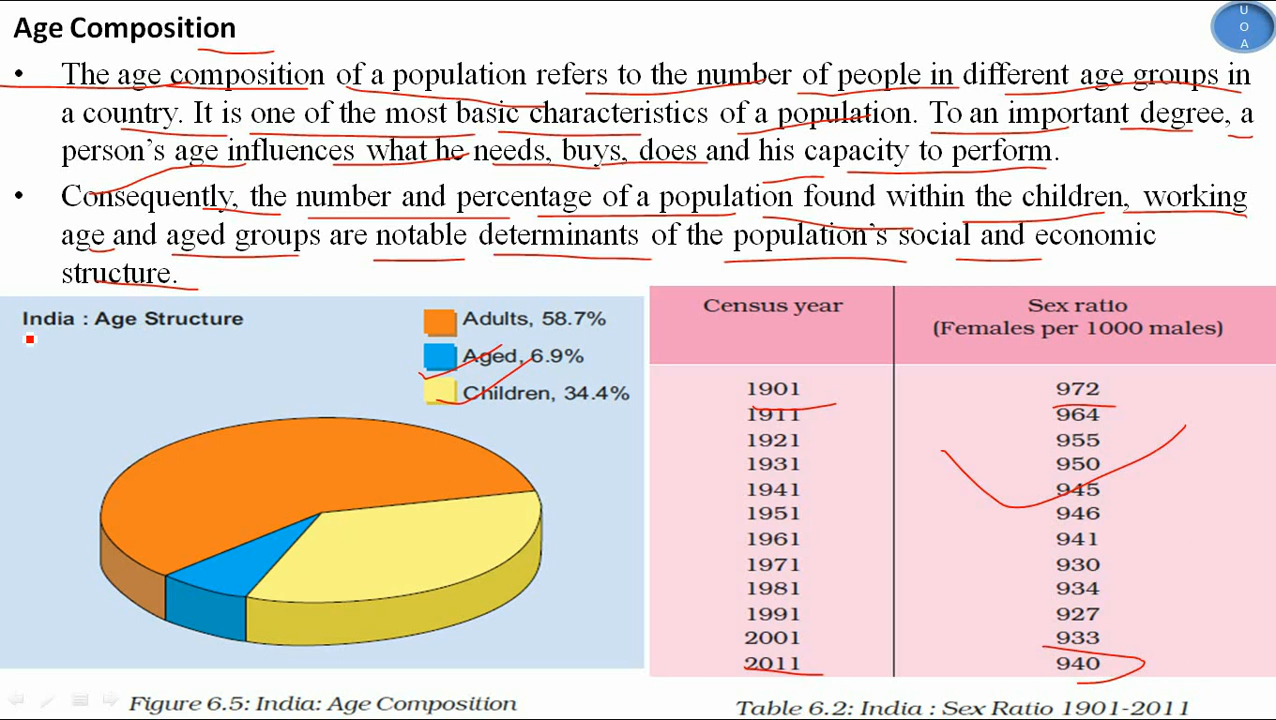 Age Composition
U
O
A
• The age composition of a population refers to the number of people in different age groups in
a country. It is one of the most basic characteristics of a population. To an important degree, a
person’s age influences what he needs, buys, does and his capacity to perform.
• Consequently, the number and percentage of a population found within the children, working
age and aged groups are notable determinants of the population’s social and economic
structure.
India : Age Structure
Adults, 58.7%
Aged, 6.9%
Children, 34.4%
Figure 6.5: India: Age Composition
Census year Sex ratio
(Females per 1000 males)
1901 972
1911 964
1921 955
1931 950
1941 945
1951 946
1961 941
1971 930
1981 934
1991 927
2001 933
2011 940
Table 6.2: India : Sex Ratio 1901-2011